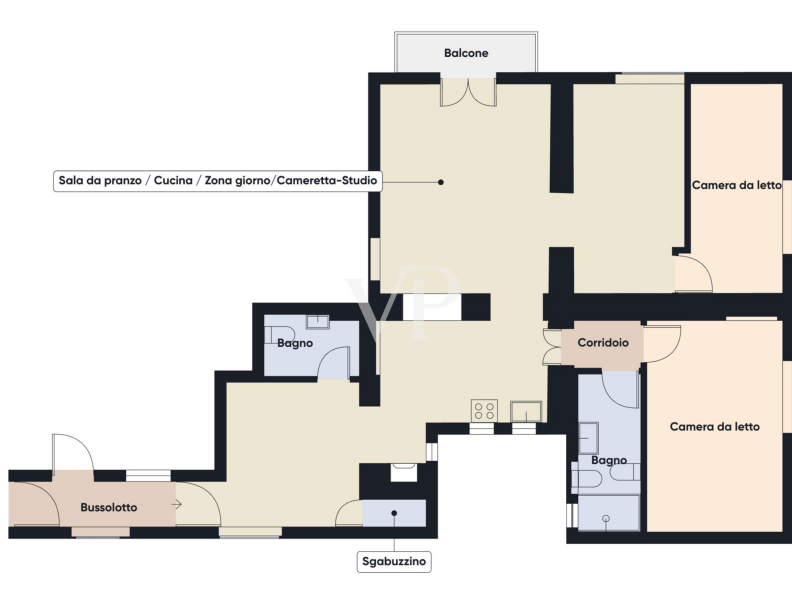 Balcone
Sala da pranzo / Cucina / Zona giorno/Cameretta-Studio
Camera da letto
VP
Bagno
Corridoio
Camera da letto
Bagno
Bussolotto
Sgabuzzino